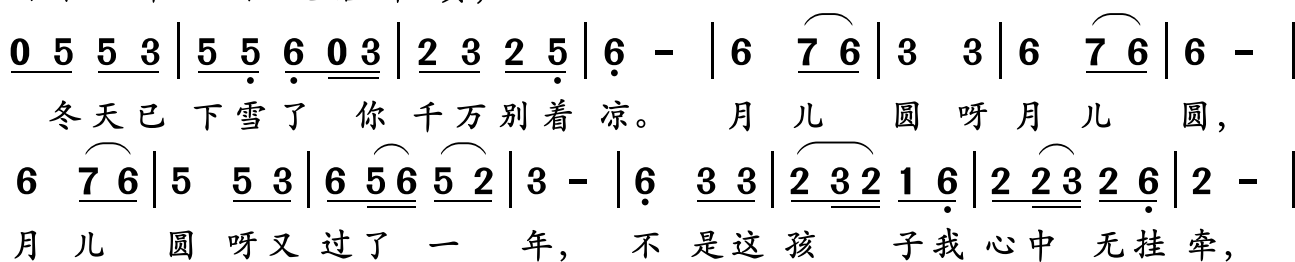 0 5 5 3 | 5 5̣ 6̣ 0 3 | 2 3 2 5̣ | 6̣ - | 6 7 6 | 3 3 | 6 7 6 | 6 - |
冬天已 下雪了 你 千万别着 凉。 月 儿 圆 呀 月 儿 圆，
6 7 6 | 5 5 3 | 6 5 6 5 2 | 3 - | 6̣ 3 3 | 2 3 2 1 6̣ | 2 2 3 2 6̣ | 2 - |
月 儿 圆 呀又 过了 一 年， 不 是这 孩 子我 心中 无挂 牵，